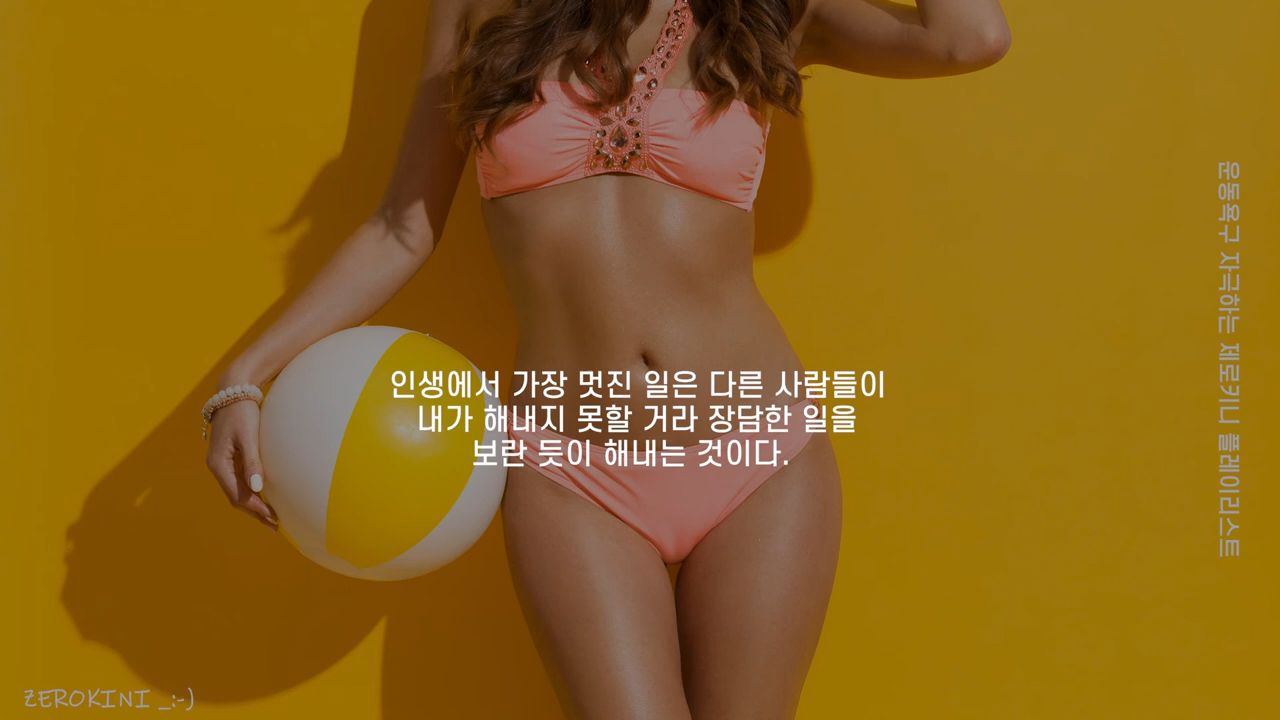 인생에서 가장 멋진 일은 다른 사람들이
내가 해내지 못할 거라 장담한 일을
보란 듯이 해내는 것이다.
운동욕구 자극하는 제로키니 플레이리스트
ZEROKINI _:-)